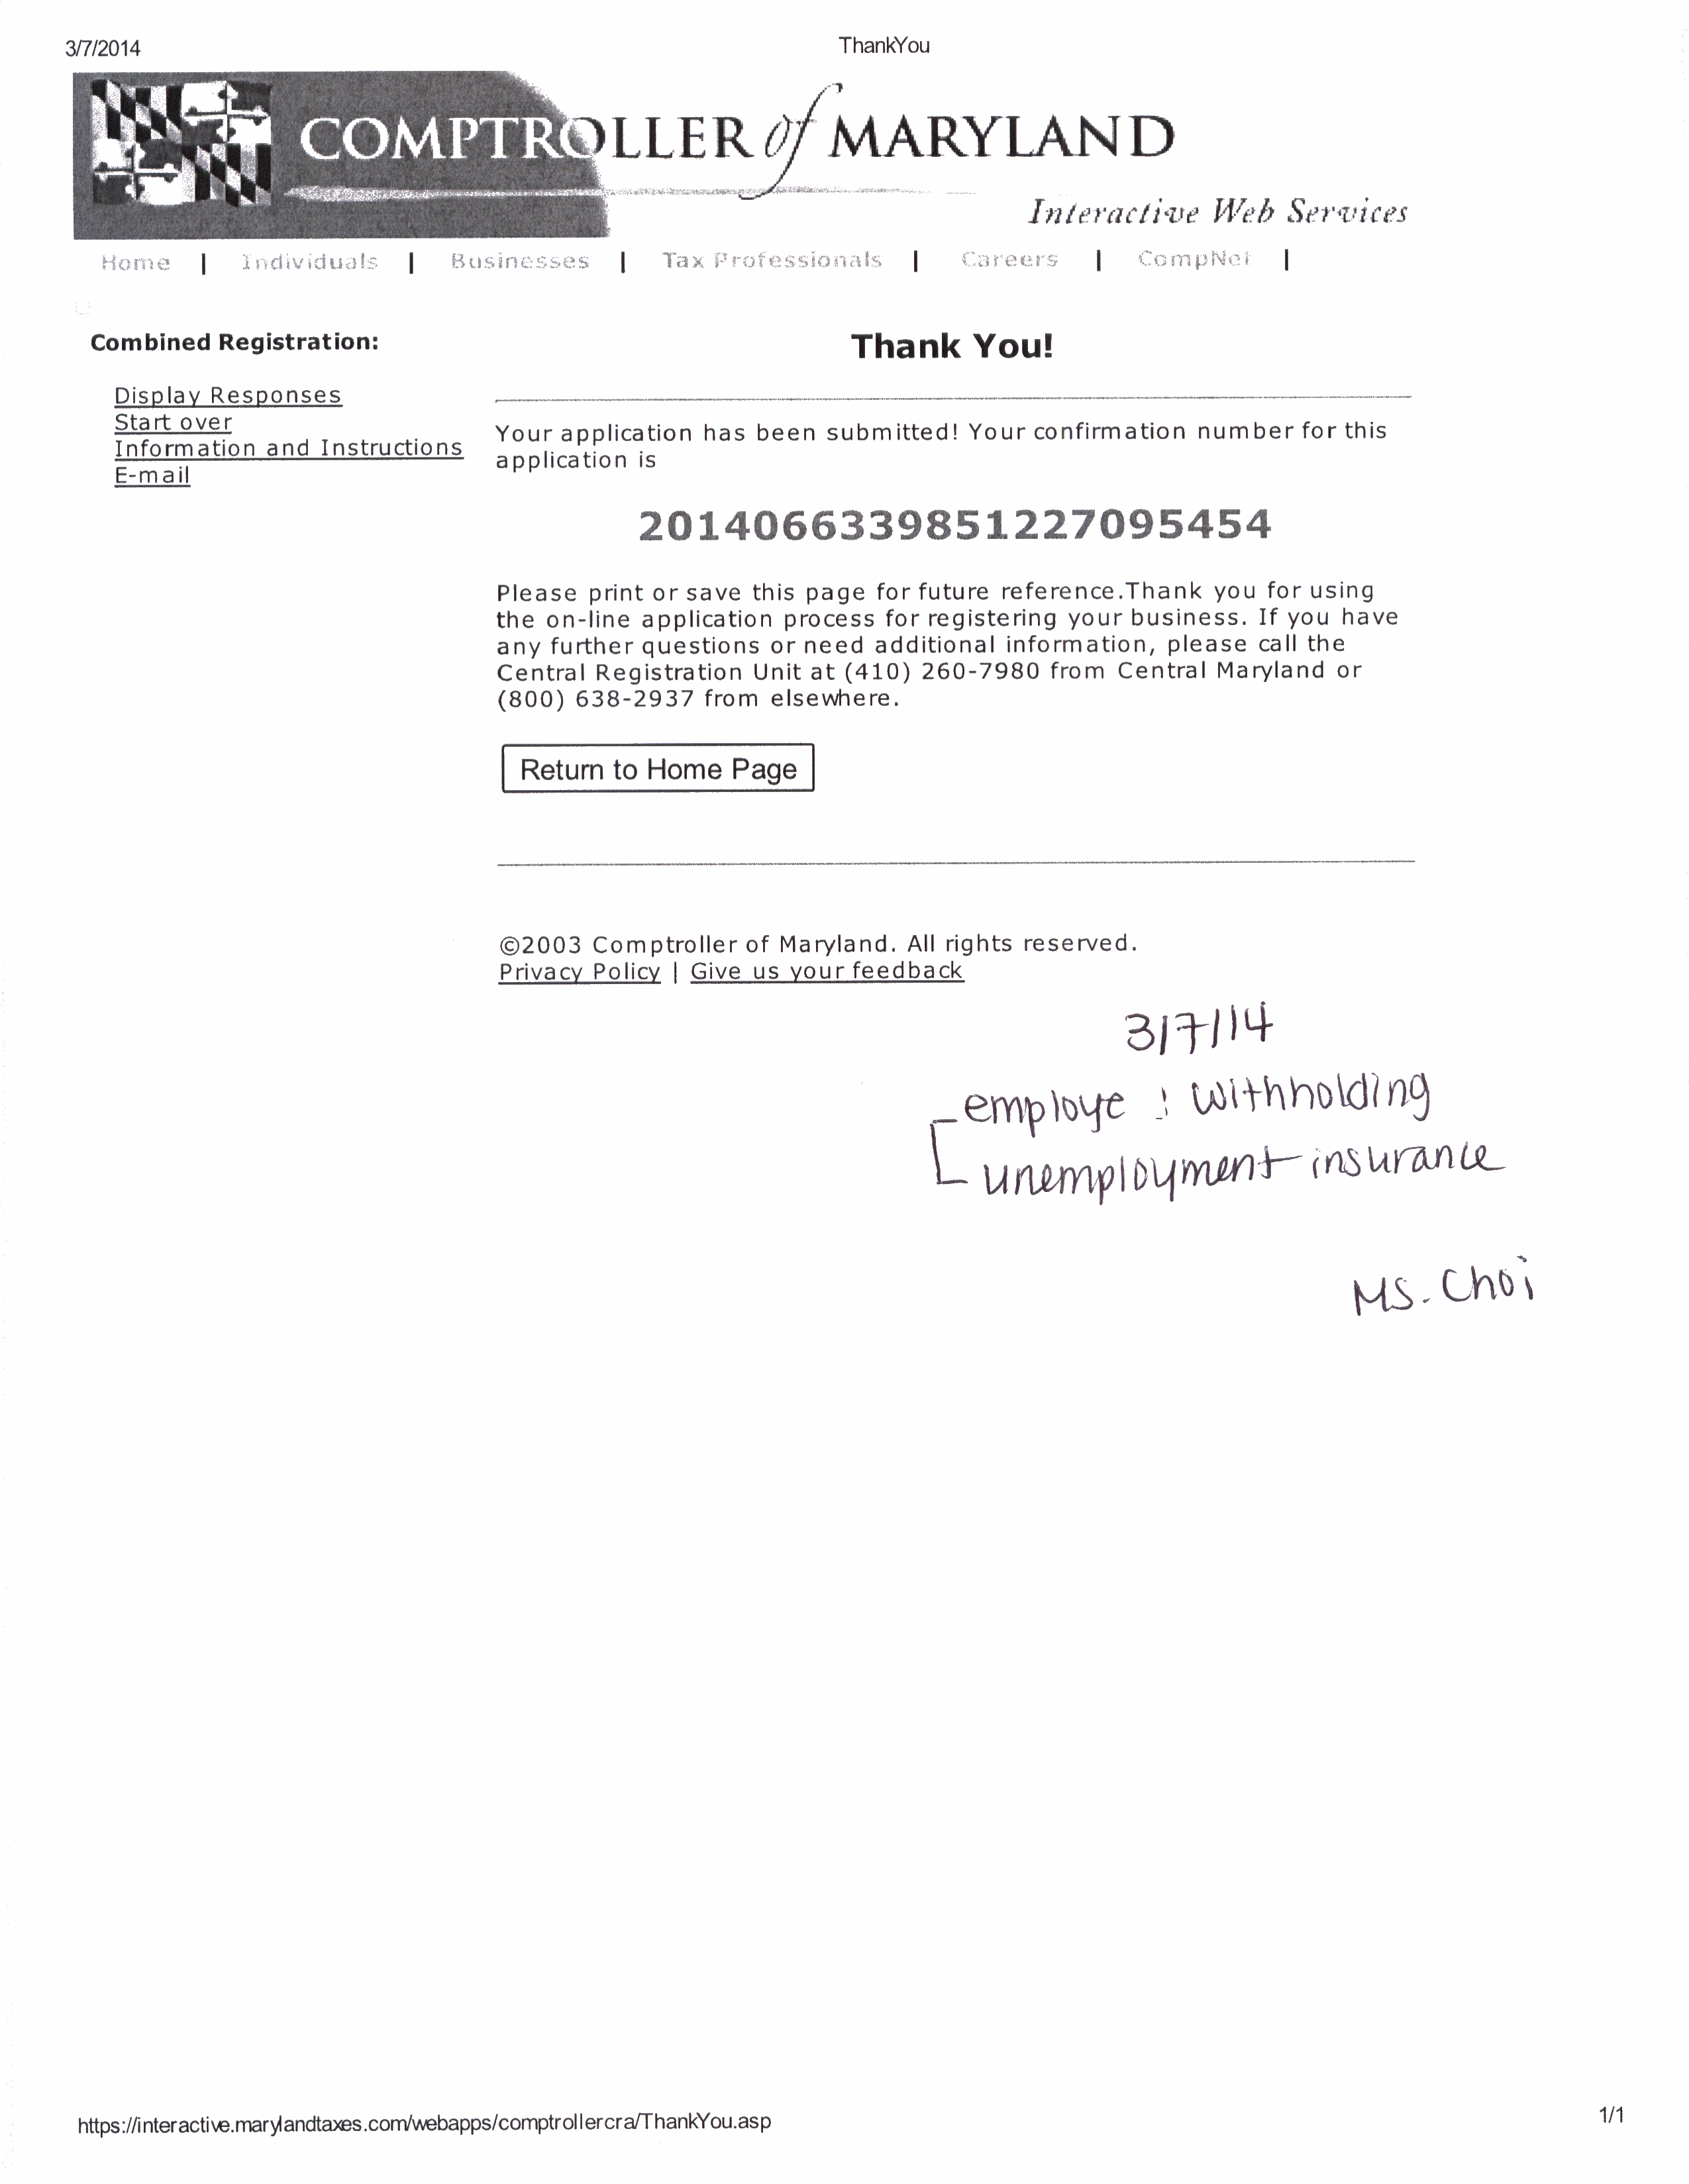 3/7/2014
ThankYou
COMPTROLLER of MARYLAND
Interactive Web Services
Home | Individuals | Businesses | Tax Professionals | Careers | CompNet |
Combined Registration:
Display Responses
Start over
Information and Instructions
E-mail
Thank You!
Your application has been submitted! Your confirmation number for this
application is
2014066339851227095454
Please print or save this page for future reference.Thank you for using
the on-line application process for registering your business. If you have
any further questions or need additional information, please call the
Central Registration Unit at (410) 260-7980 from Central Maryland or
(800) 638-2937 from elsewhere.
Return to Home Page
©2003 Comptroller of Maryland. All rights reserved.
Privacy Policy | Give us your feedback
3/7/14
employe : withholding
unemployment insurance
MS. Choi
https://interactive.marylandtaxes.com/webapps/comptrollercra/ThankYou.asp
1/1